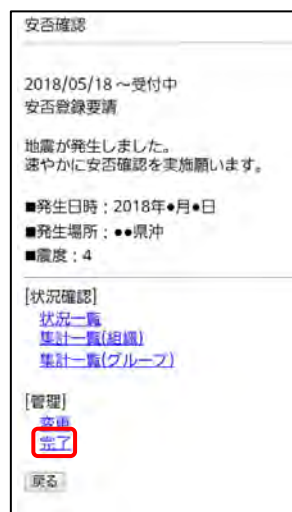 安否確認
2018/05/18 ~受付中
安否登録要請
地震が発生しました。
速やかに安否確認を実施願います。
■発生日時：2018年●月●日
■発生場所：●●県沖
■震度：4
[状況確認]
状況一覧
集計一覧(組織)
集計一覧(グループ)
[管理]
変更
完了
戻る